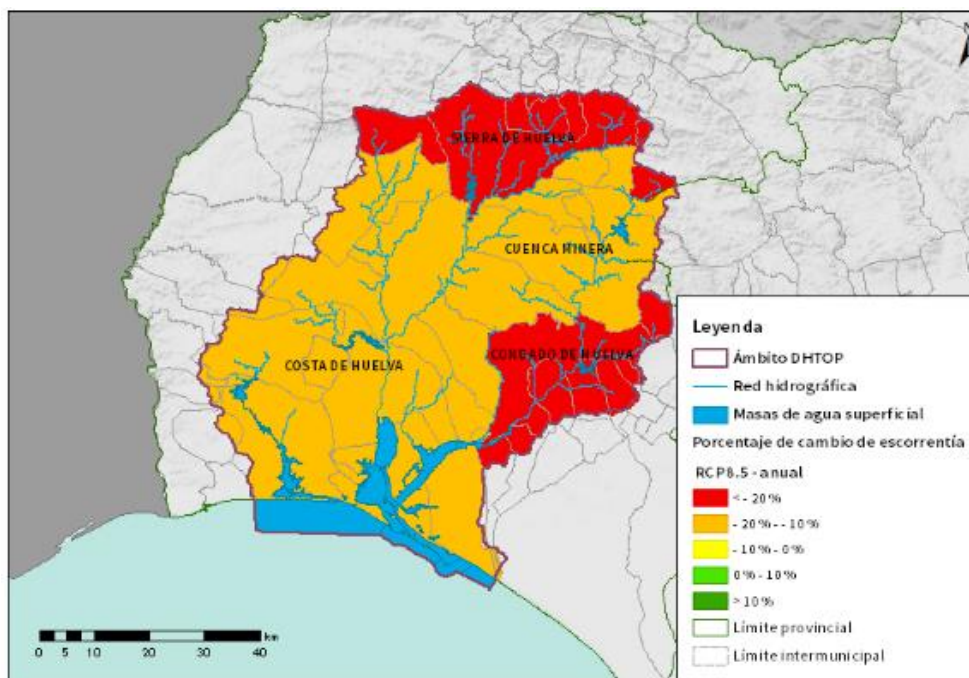 SIERRA DE HUELVA
CUENCA MINERA
COSTA DE HUELVA
CONDADO DE HUELVA
N
Leyenda
Ámbito DHTOP
Red hidrográfica
Masas de agua superficial
Porcentaje de cambio de escorrentía
RCP8.5 - anual
< - 20%
- 20% - - 10%
- 10% - 0%
0% - 10%
> 10%
Límite provincial
Límite intermunicipal
km
0 5 10 20 30 40